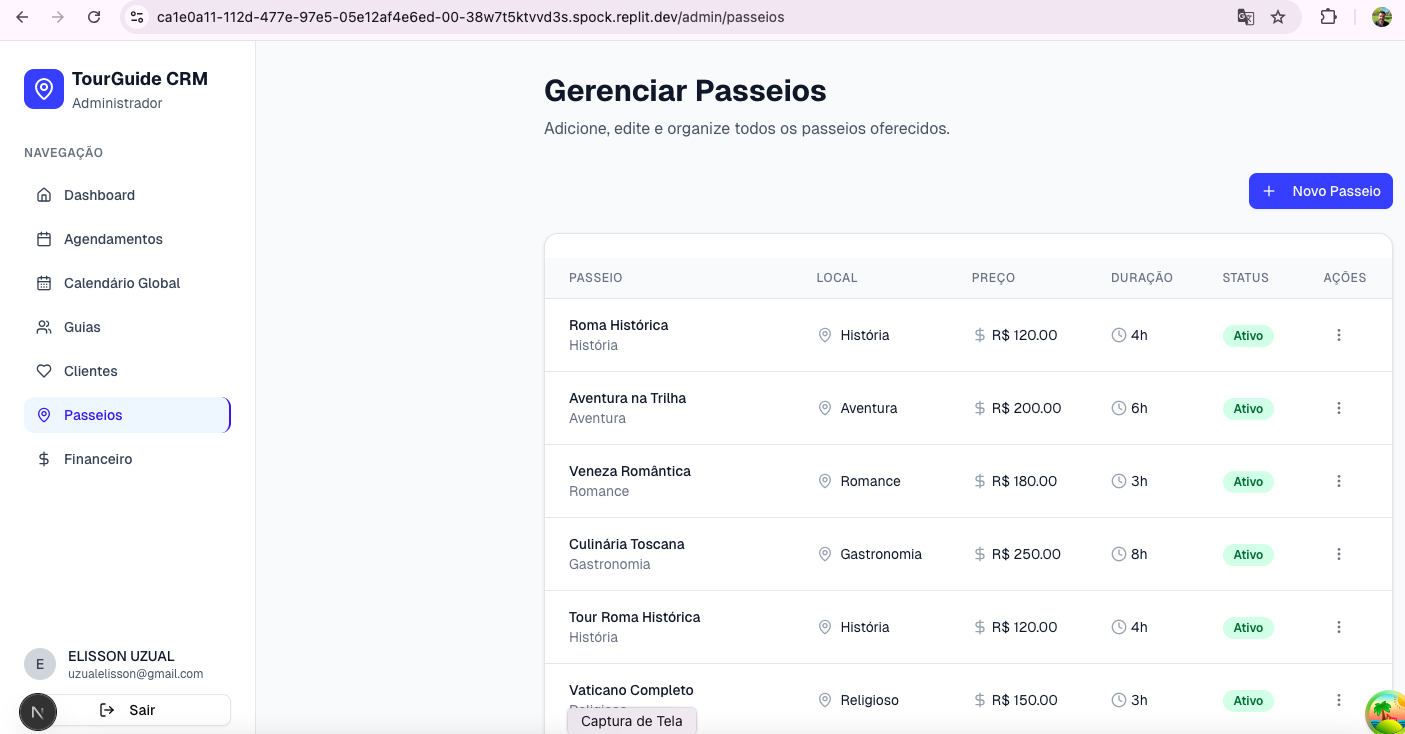 ca1e0a11-112d-477e-97e5-05e12af4e6ed-00-38w7t5ktvvd3s.spock.replit.dev/admin/passeios
TourGuide CRM
Administrador
NAVEGAÇÃO
Dashboard
Agendamentos
Calendário Global
Guias
Clientes
Passeios
Financeiro
E
ELISSON UZUAL
uzualelisson@gmail.com
N
Sair
Gerenciar Passeios
Adicione, edite e organize todos os passeios oferecidos.
+ Novo Passeio
PASSEIO LOCAL PREÇO DURAÇÃO STATUS AÇÕES
Roma Histórica
História
História $ R$ 120.00 4h Ativo
Aventura na Trilha
Aventura
Aventura $ R$ 200.00 6h Ativo
Veneza Romântica
Romance
Romance $ R$ 180.00 3h Ativo
Culinária Toscana
Gastronomia
Gastronomia $ R$ 250.00 8h Ativo
Tour Roma Histórica
História
História $ R$ 120.00 4h Ativo
Vaticano Completo
Religioso
Religioso $ R$ 150.00 3h Ativo
Captura de Tela